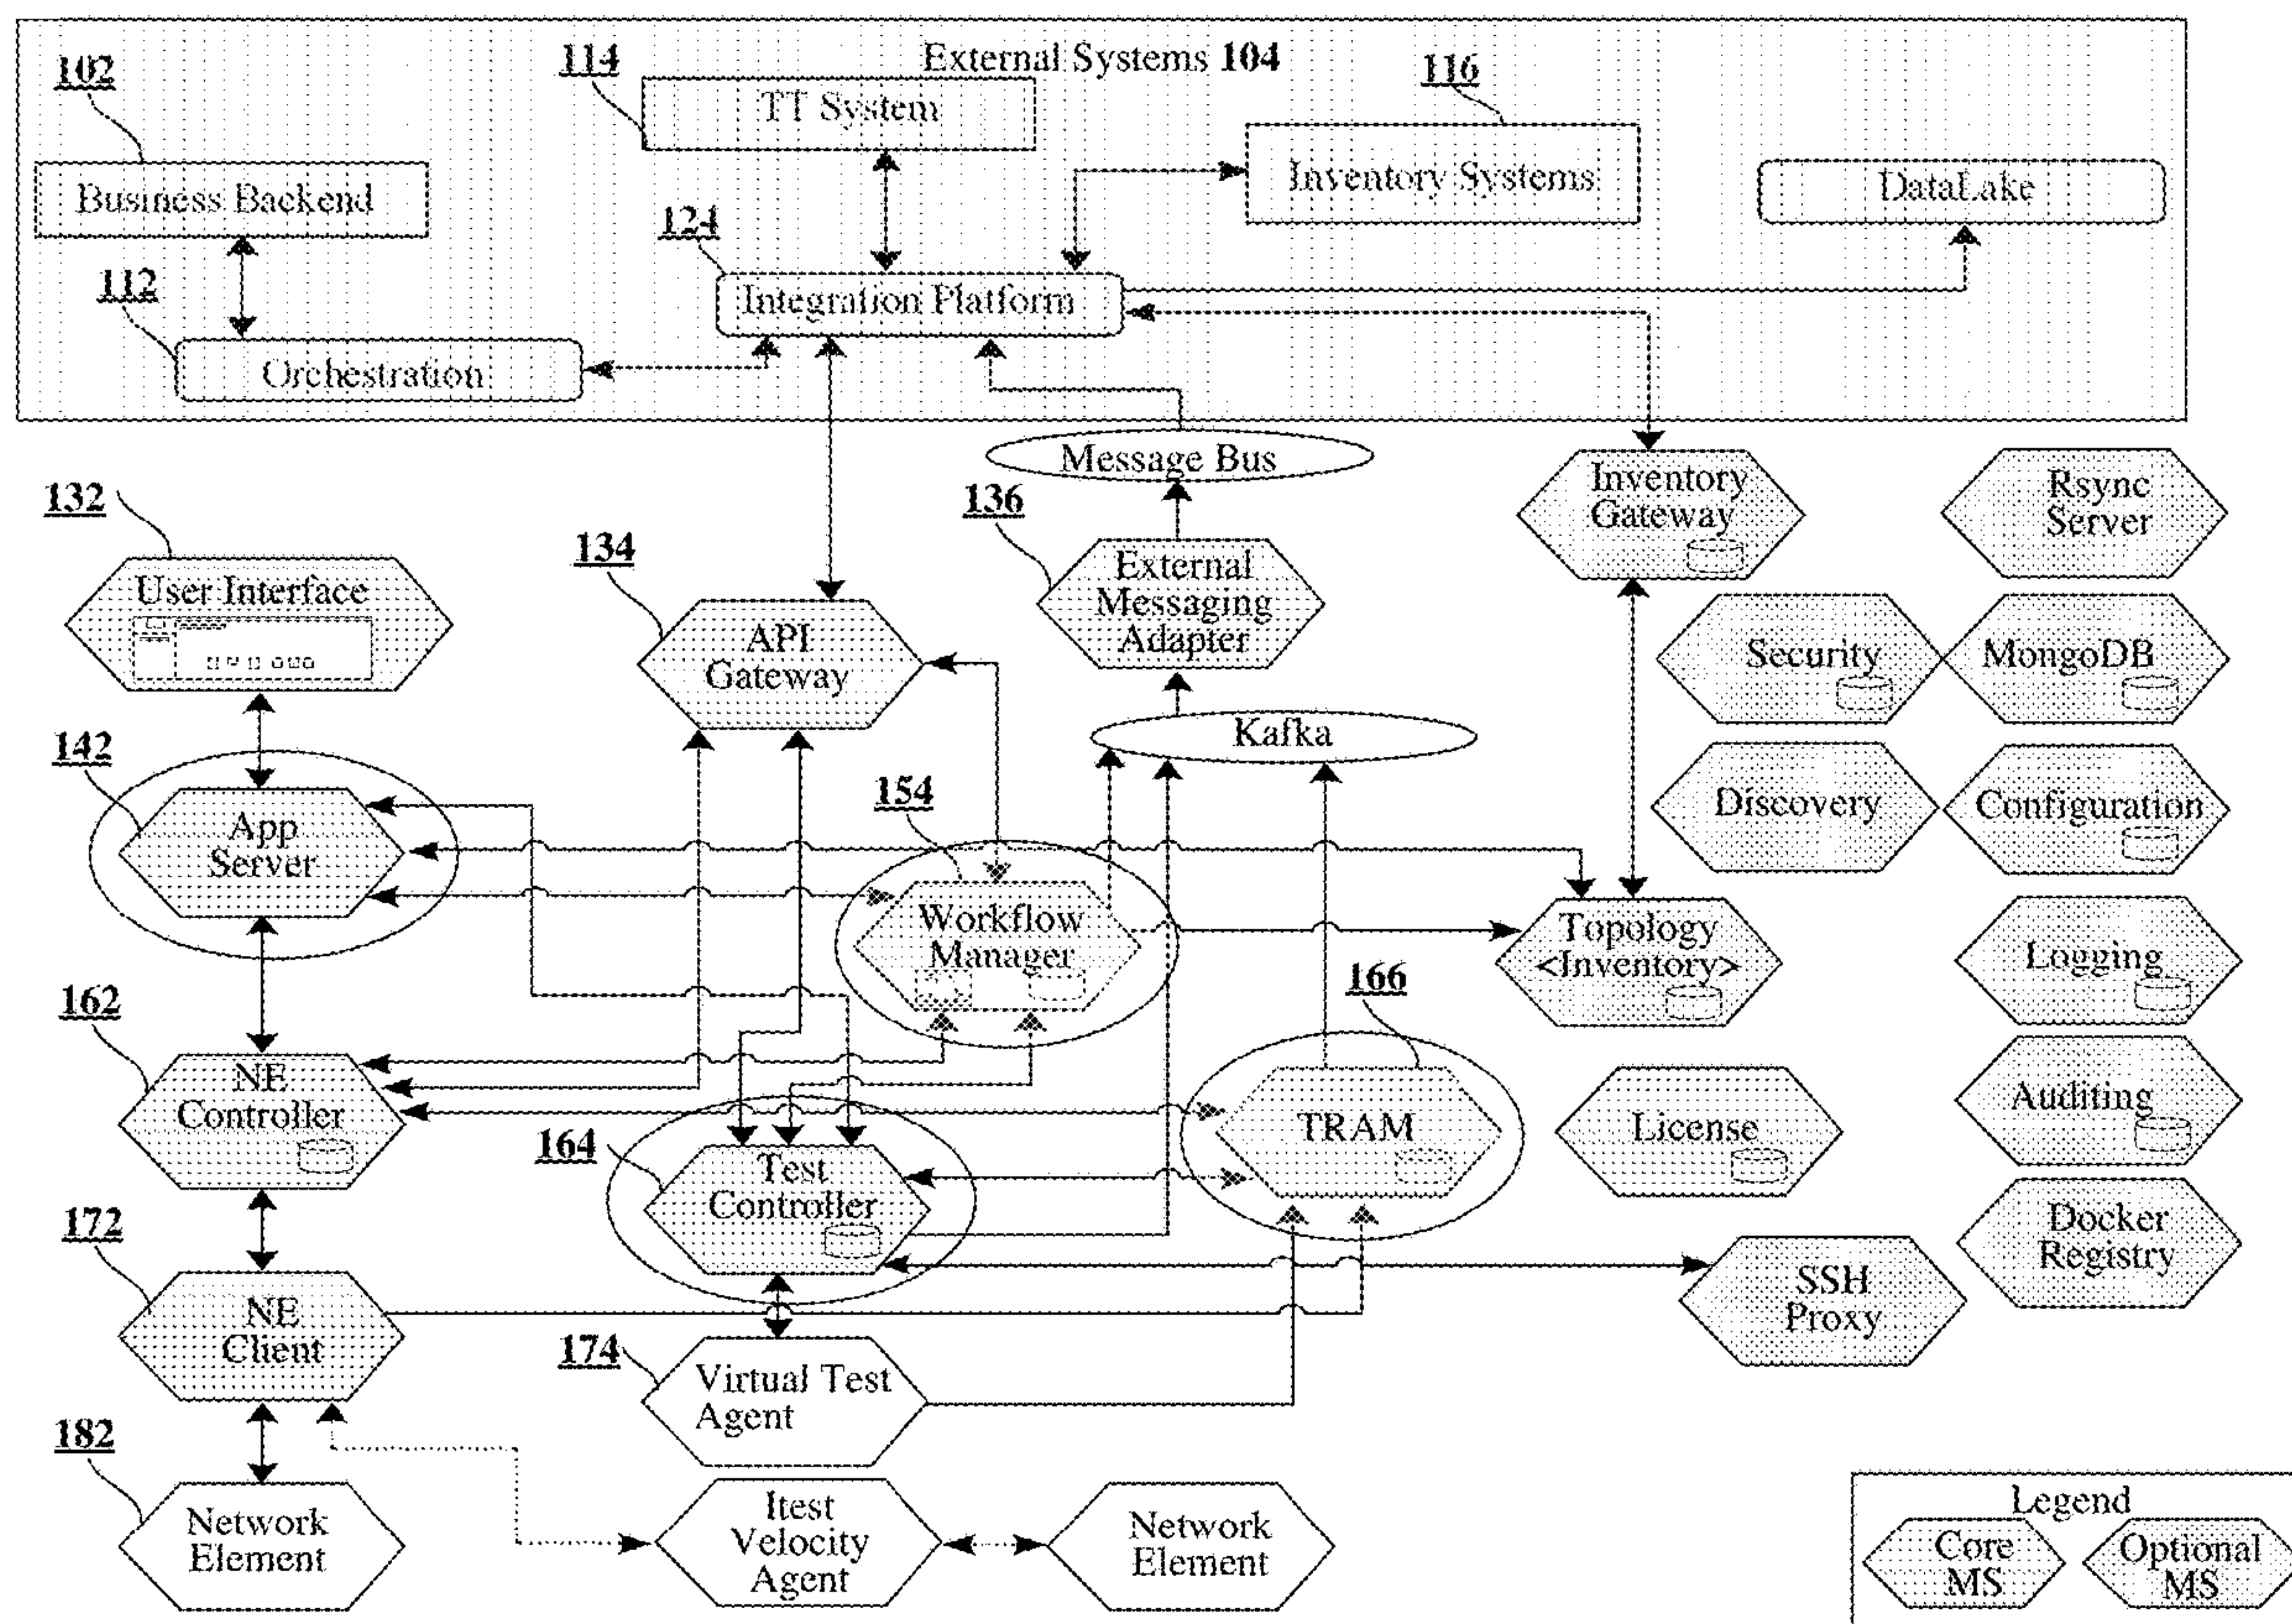 External Systems 104
102
114
116
TT System
Business Backend
Inventory Systems
DataLake
124
112
Integration Platform
Orchestration
Message Bus
132
136
134
Inventory
Gateway
Rsync
Server
User Interface
External
Messaging
Adapter
API
Gateway
Security
MongoDB
Kafka
142
154
App
Server
Discovery
Configuration
Workflow
Manager
Topology
<Inventory>
Logging
162
166
NE
Controller
164
Test
Controller
TRAM
License
Auditing
172
NE
Client
174
Virtual Test
Agent
SSH
Proxy
Docker
Registry
182
Network
Element
Itest
Velocity
Agent
Network
Element
Legend
Core
MS
Optional
MS